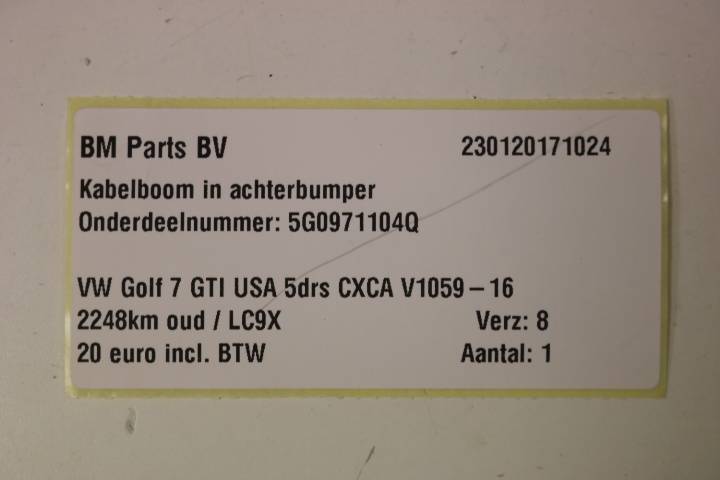 BM Parts BV 230120171024
Kabelboom in achterbumper
Onderdeelnummer: 5G0971104Q
VW Golf 7 GTI USA 5drs CXCA V1059-16
2248km oud / LC9X Verz: 8
20 euro incl. BTW Aantal: 1